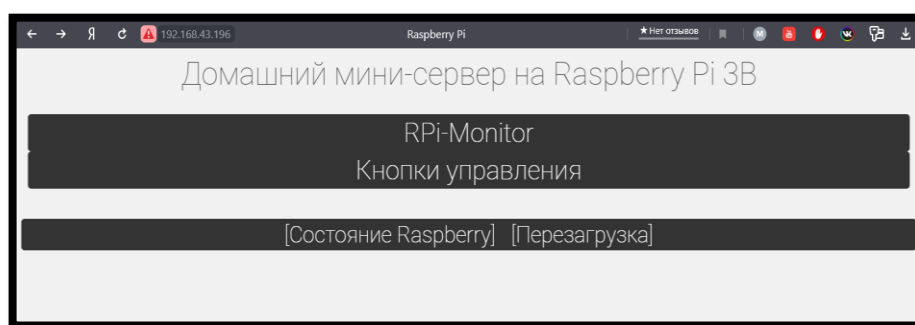 Я 192.168.43.196 Raspberry Pi ★Нет отзывов
Домашний мини-сервер на Raspberry Pi 3B
RPi-Monitor
Кнопки управления
[Состояние Raspberry] [Перезагрузка]